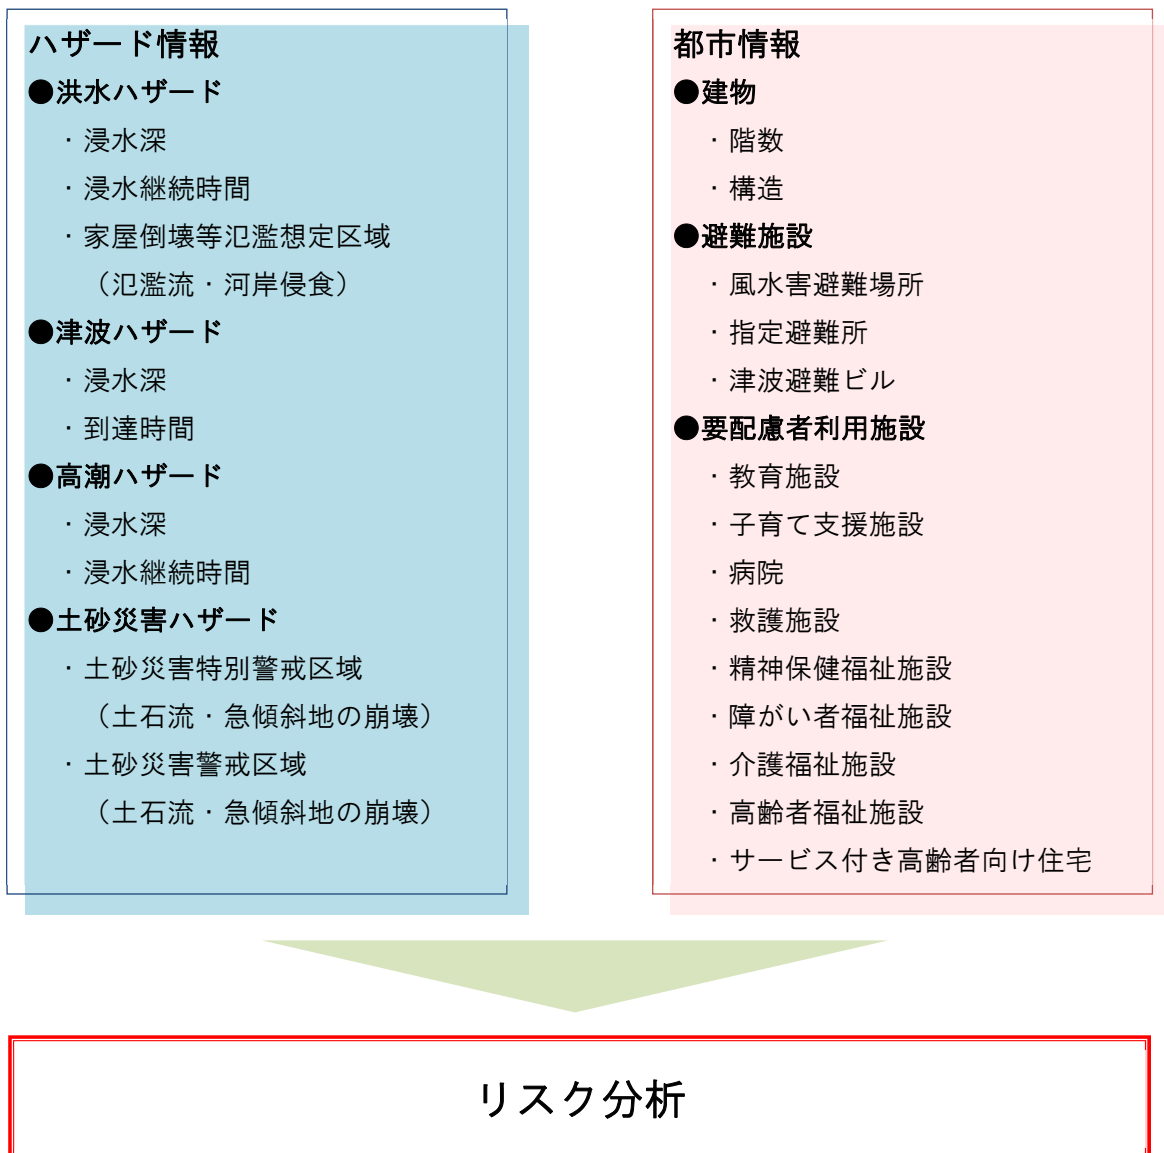 ハザード情報
●洪水ハザード
・浸水深
・浸水継続時間
・家屋倒壊等氾濫想定区域
（氾濫流・河岸侵食）
●津波ハザード
・浸水深
・到達時間
●高潮ハザード
・浸水深
・浸水継続時間
●土砂災害ハザード
・土砂災害特別警戒区域
（土石流・急傾斜地の崩壊）
・土砂災害警戒区域
（土石流・急傾斜地の崩壊）
都市情報
●建物
・階数
・構造
●避難施設
・風水害避難場所
・指定避難所
・津波避難ビル
●要配慮者利用施設
・教育施設
・子育て支援施設
・病院
・救護施設
・精神保健福祉施設
・障がい者福祉施設
・介護福祉施設
・高齢者福祉施設
・サービス付き高齢者向け住宅
リスク分析